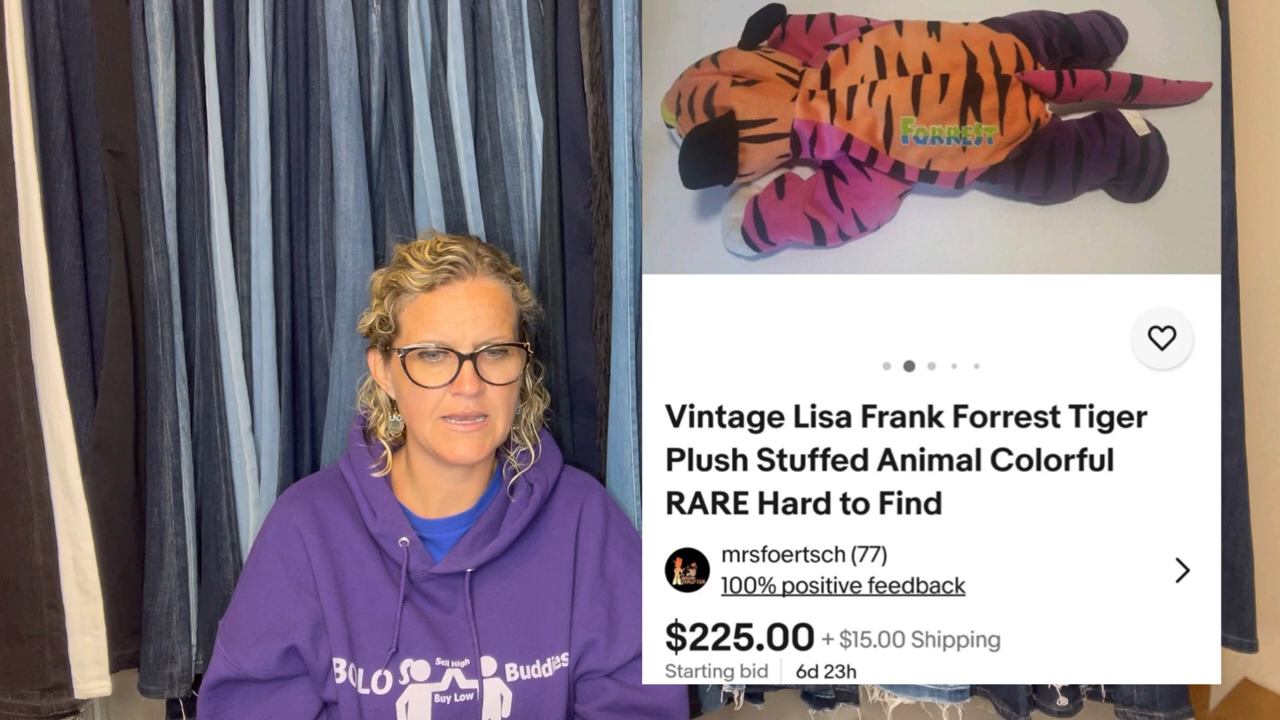 FORREST
Vintage Lisa Frank Forrest Tiger
Plush Stuffed Animal Colorful
RARE Hard to Find
mrsfoertsch (77)
100% positive feedback
$225.00 + $15.00 Shipping
Starting bid 6d 23h
BOLO Buddies
Sell High
Buy Low